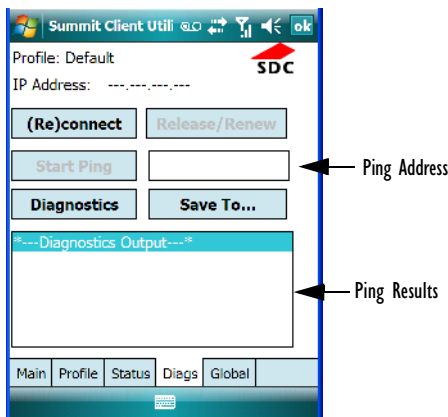 Summit Client Utili ok
Profile: Default
SDC
IP Address: ---.---.---.---
(Re)connect Release/Renew
Start Ping
Ping Address
Diagnostics Save To...
*---Diagnostics Output---*
Ping Results
Main Profile Status Diags Global